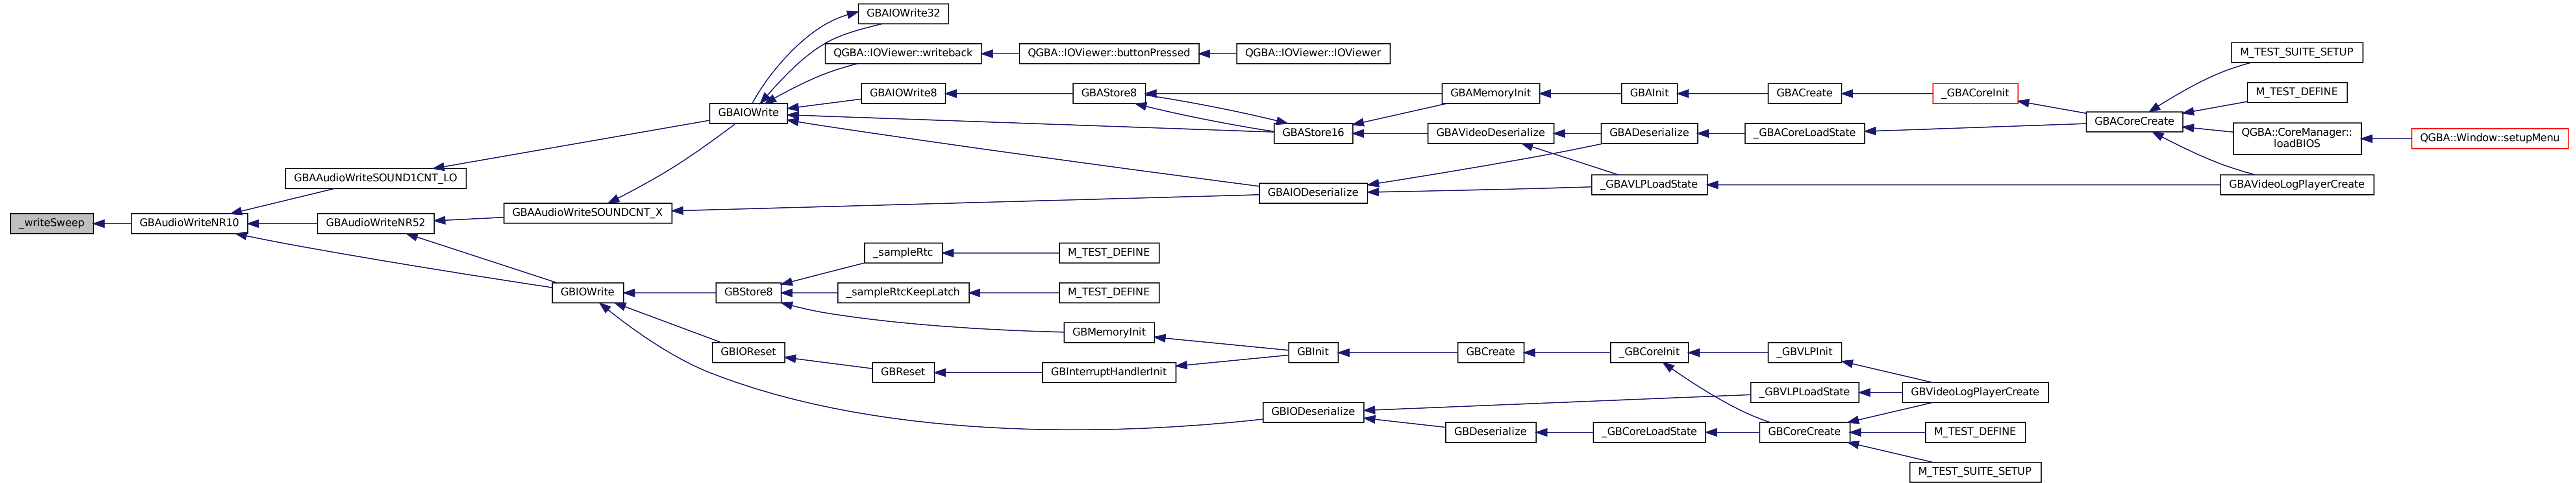 GBAIOWrite32
QGBA::IOViewer::writeback
QGBA::IOViewer::buttonPressed
QGBA::IOViewer::IOViewer
M_TEST_SUITE_SETUP
GBAIOWrite8
GBAStore8
GBAMemoryInit
GBAInit
GBACreate
_GBACoreInit
M_TEST_DEFINE
GBAIOWrite
GBACoreCreate
GBAStore16
GBAVideoDeserialize
GBADeserialize
_GBACoreLoadState
QGBA::CoreManager::
loadBIOS
QGBA::Window::setupMenu
GBAAudioWriteSOUND1CNT_LO
GBAIODeserialize
_GBAVLPLoadState
GBAVideoLogPlayerCreate
_writeSweep
GBAudioWriteNR10
GBAudioWriteNR52
GBAAudioWriteSOUNDCNT_X
_sampleRtc
M_TEST_DEFINE
GBIOWrite
GBStore8
_sampleRtcKeepLatch
M_TEST_DEFINE
GBMemoryInit
GBIOReset
GBInit
GBCreate
_GBCoreInit
_GBVLPInit
GBReset
GBInterruptHandlerInit
_GBVLPLoadState
GBVideoLogPlayerCreate
GBIODeserialize
GBDeserialize
_GBCoreLoadState
GBCoreCreate
M_TEST_DEFINE
M_TEST_SUITE_SETUP